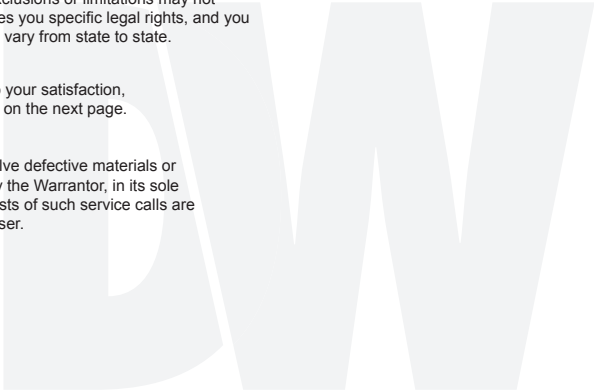 xclusions or limitations may not
es you specific legal rights, and you
vary from state to state.
your satisfaction,
on the next page.
lve defective materials or
y the Warrantor, in its sole
sts of such service calls are
ser.
DW